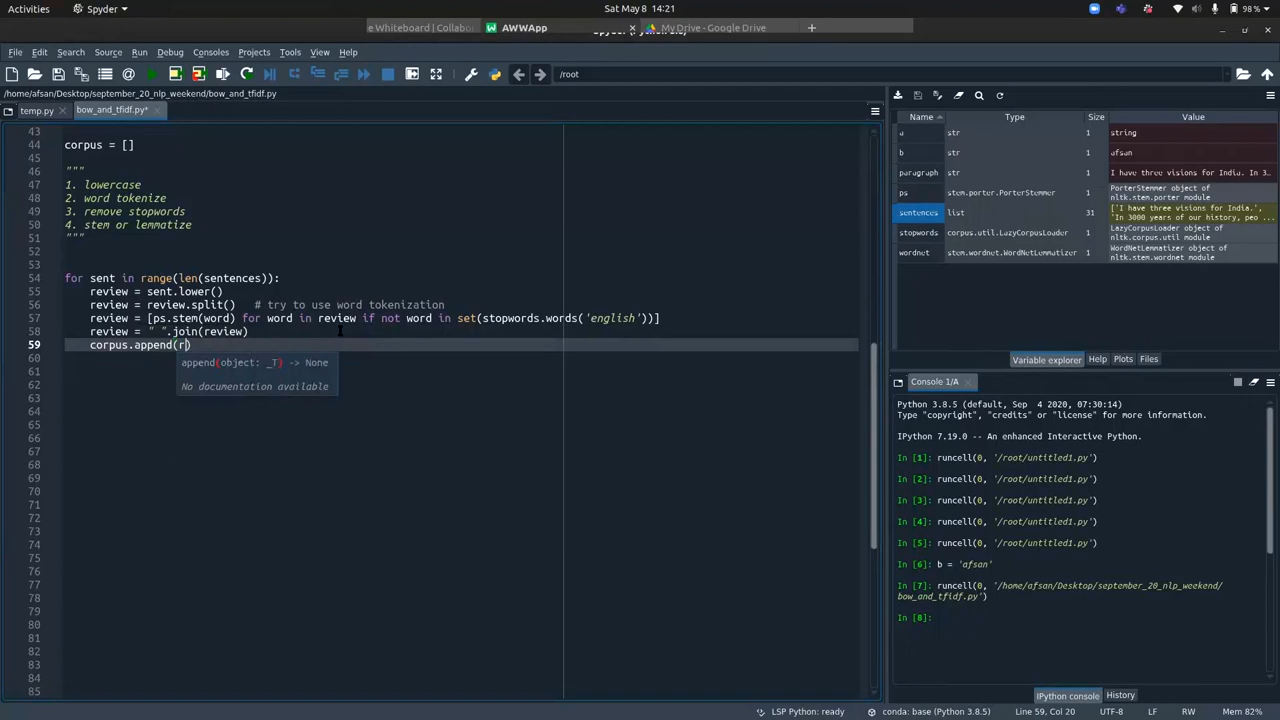 Activities
Spyder
Sat May 8 14:21
98 %
e Whiteboard | Collabo
AWWApp
My Drive - Google Drive
File Edit Search Source Run Debug Consoles Projects Tools View Help
/root
/home/afsan/Desktop/september_20_nlp_weekend/bow_and_tfidf.py
temp.py
bow_and_tfidf.py*
43
44 corpus = []
45
46 """
47 1. lowercase
48 2. word tokenize
49 3. remove stopwords
50 4. stem or lemmatize
51 """
52
53
54 for sent in range(len(sentences)):
55 review = sent.lower()
56 review = review.split() # try to use word tokenization
57 review = [ps.stem(word) for word in review if not word in set(stopwords.words('english'))]
58 review = " ".join(review)
59 corpus.append(r)
60
append(object: _T) -> None
61
62
No documentation available
63
64
65
66
67
68
69
70
71
72
73
74
75
76
77
78
79
80
81
82
83
84
85
Name Type Size Value
a str 1 string
b str 1 afsan
paragraph str 1 I have three visions for India. In 3…
ps stem.porter.PorterStemmer 1 PorterStemmer object of
nltk.stem.porter module
sentences list 31 ['I have three visions for India.',
'In 3000 years of our history, peo ...
stopwords corpus.util.LazyCorpusLoader 1 LazyCorpusLoader object of
nltk.corpus.util module
wordnet stem.wordnet.WordNetLemmatizer 1 WordNetLemmatizer object of
nltk.stem.wordnet module
Variable explorer Help Plots Files
Console 1/A
Python 3.8.5 (default, Sep 4 2020, 07:30:14)
Type "copyright", "credits" or "license" for more information.
IPython 7.19.0 -- An enhanced Interactive Python.
In [1]: runcell(0, '/root/untitled1.py')
In [2]: runcell(0, '/root/untitled1.py')
In [3]: runcell(0, '/root/untitled1.py')
In [4]: runcell(0, '/root/untitled1.py')
In [5]: runcell(0, '/root/untitled1.py')
In [6]: b = 'afsan'
In [7]: runcell(0, '/home/afsan/Desktop/september_20_nlp_weekend/
bow_and_tfidf.py')
In [8]:
IPython console History
LSP Python: ready conda: base (Python 3.8.5) Line 59, Col 20 UTF-8 LF RW Mem 82%